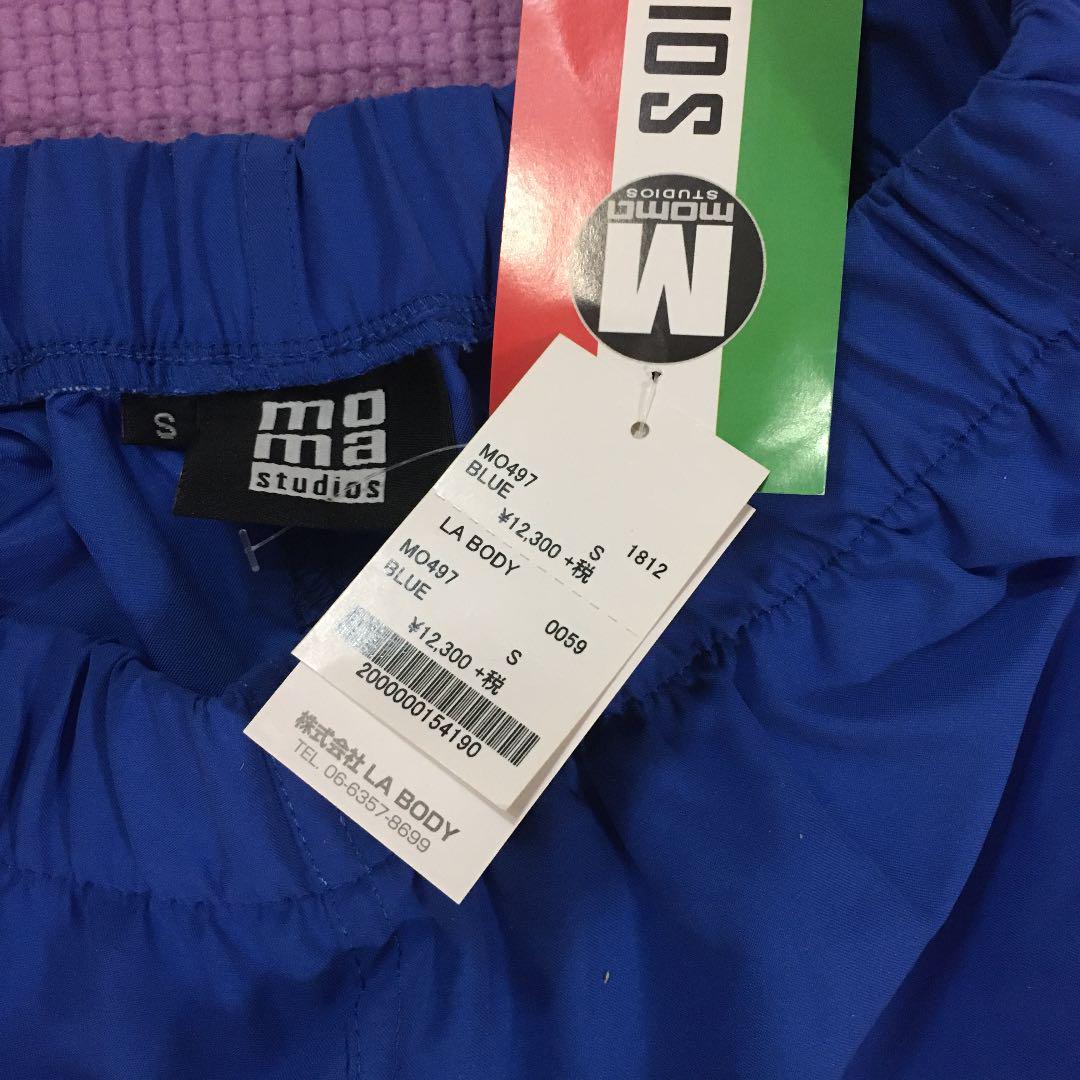 IOS
moma
STUDIOS
M
S
mo
ma
studios
MO497
BLUE
S 1812
¥12,300 +税
LA BODY
MO497
BLUE
0059
S
¥12,300 +税
2000000154190
株式会社 LA BODY
TEL. 06-6357-8699